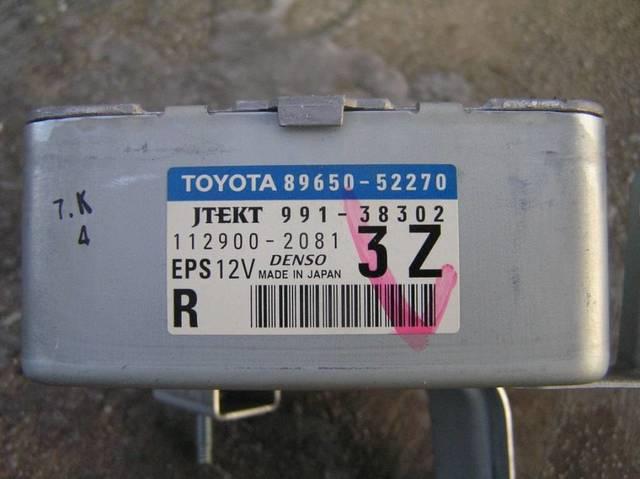 TOYOTA 89650-52270
JTEKT 991-38302
112900-2081 3Z
EPS 12V DENSO MADE IN JAPAN
R
7.K
4